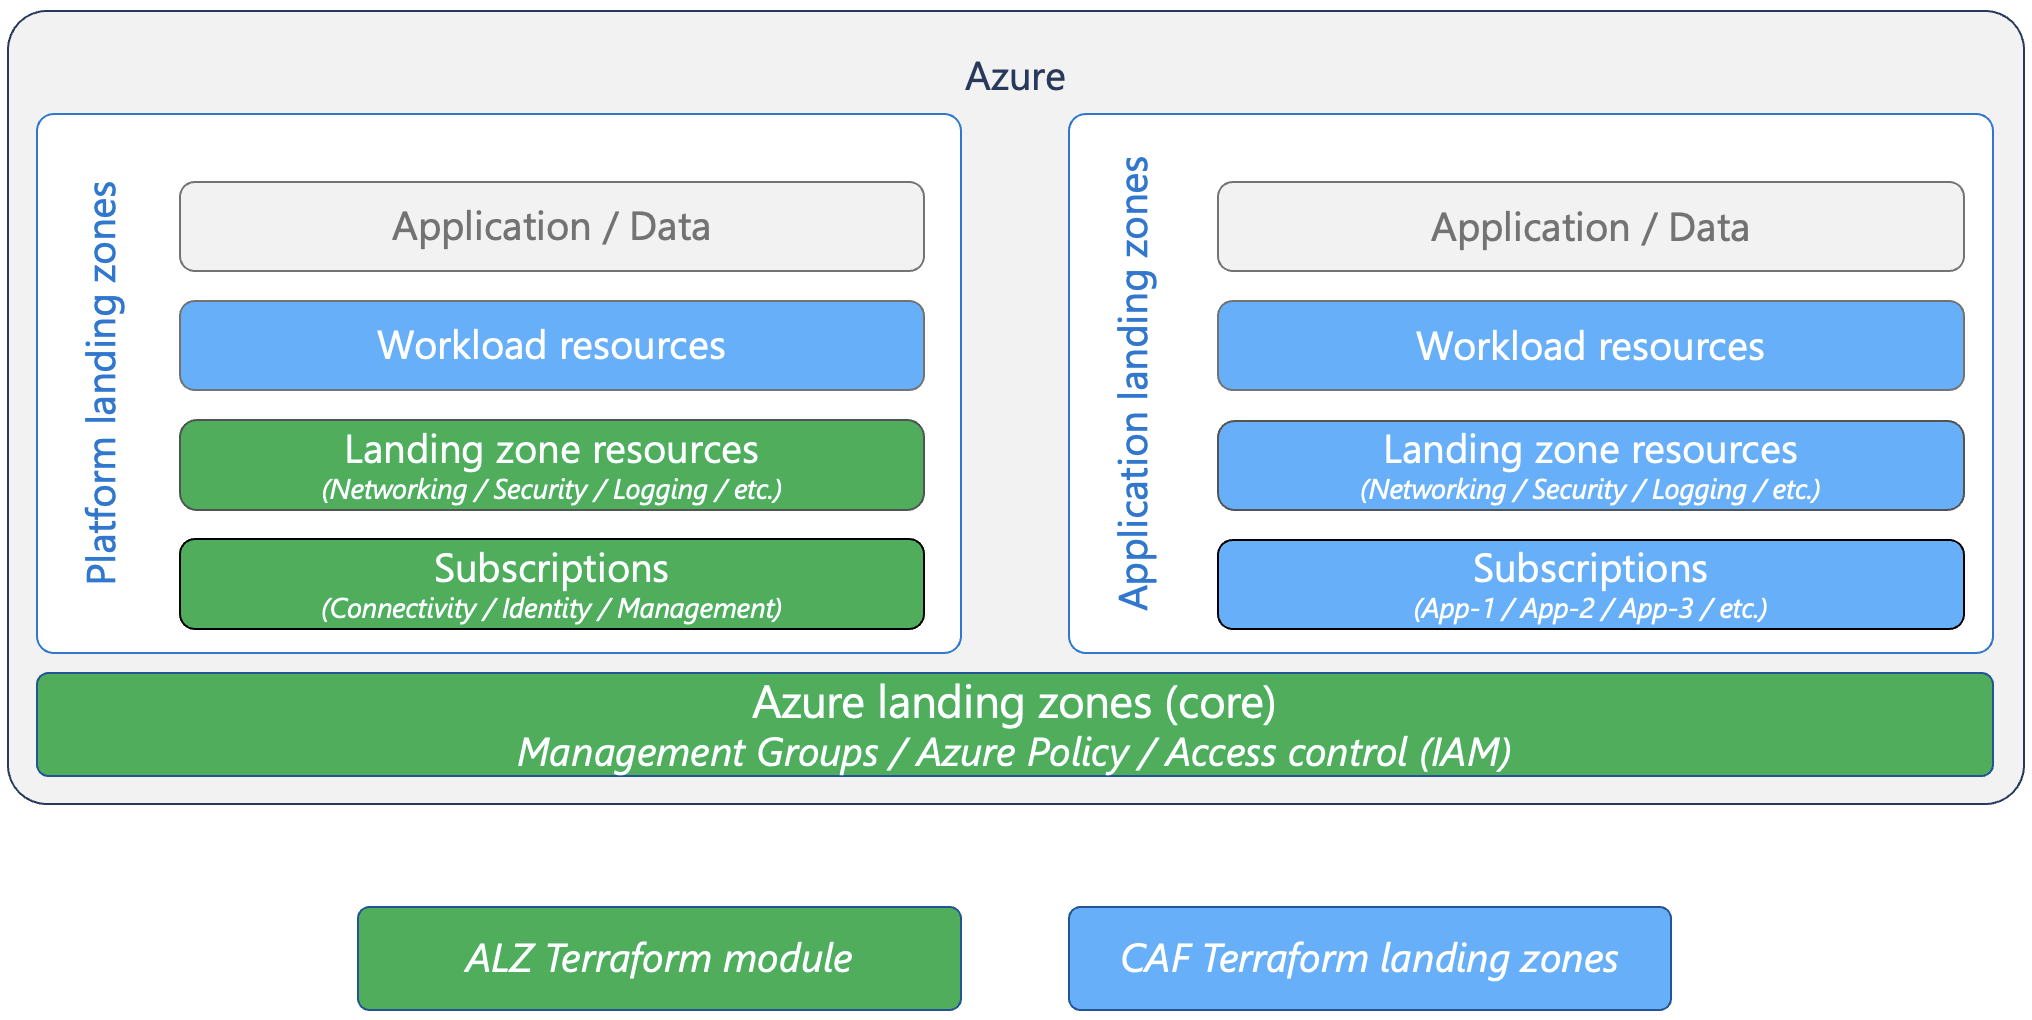 Azure
Platform landing zones
Application / Data
Workload resources
Landing zone resources
(Networking / Security / Logging / etc.)
Subscriptions
(Connectivity / Identity / Management)
Application landing zones
Application / Data
Workload resources
Landing zone resources
(Networking / Security / Logging / etc.)
Subscriptions
(App-1 / App-2 / App-3 / etc.)
Azure landing zones (core)
Management Groups / Azure Policy / Access control (IAM)
ALZ Terraform module
CAF Terraform landing zones